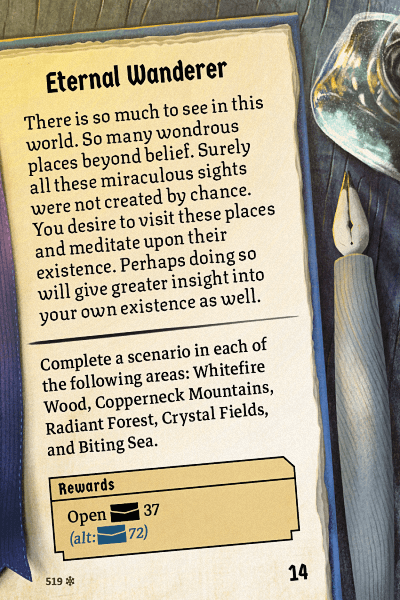 Eternal Wanderer
There is so much to see in this
world. So many wondrous
places beyond belief. Surely
all these miraculous sights
were not created by chance.
You desire to visit these places
and meditate upon their
existence. Perhaps doing so
will give greater insight into
your own existence as well.
Complete a scenario in each of
the following areas: Whitefire
Wood, Copperneck Mountains,
Radiant Forest, Crystal Fields,
and Biting Sea.
Rewards
Open 37
(alt: 72)
519
14